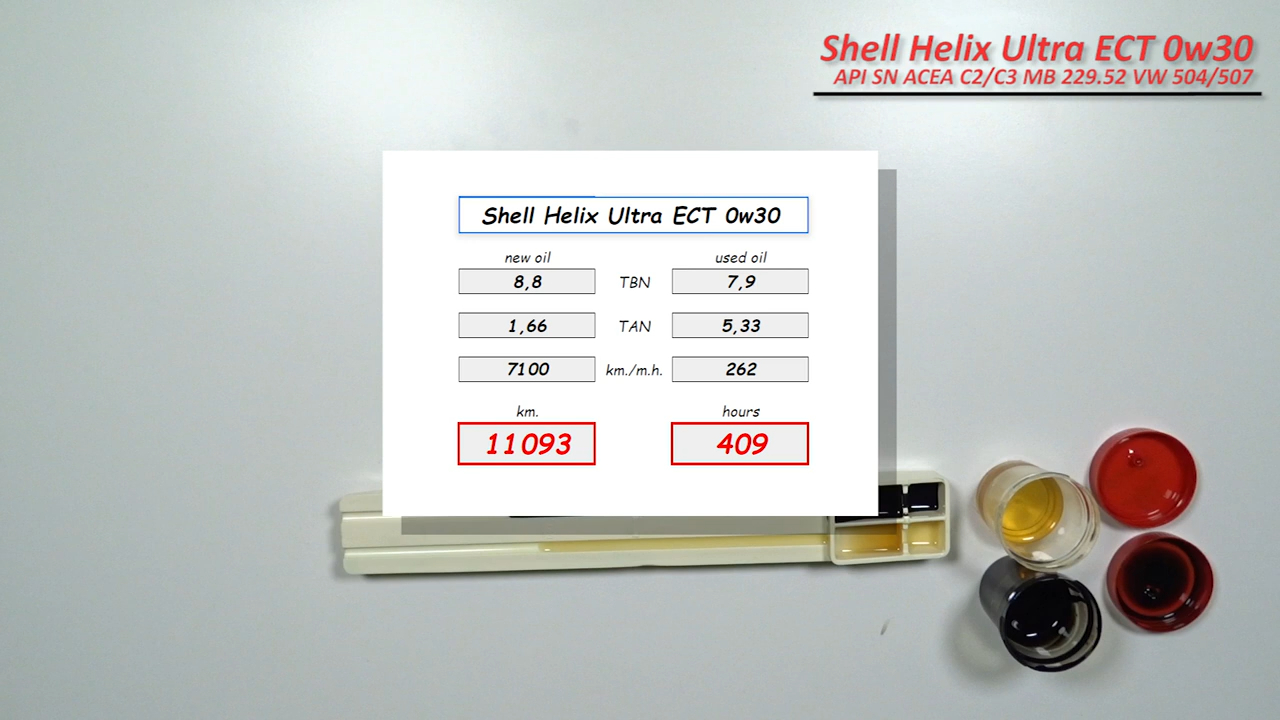 Shell Helix Ultra ECT 0w30
API SN ACEA C2/C3 MB 229.52 VW 504/507
Shell Helix Ultra ECT 0w30
new oil used oil
8,8 TBN 7,9
1,66 TAN 5,33
7100 km./m.h. 262
km. hours
11093 409